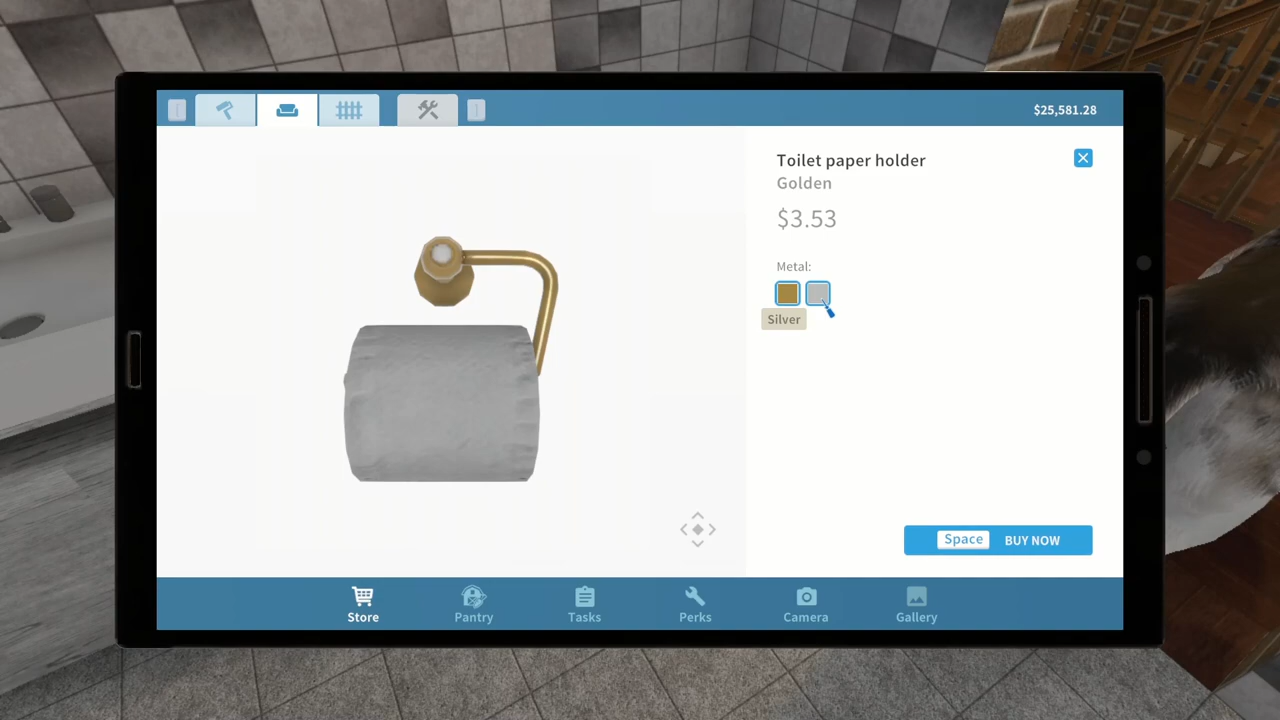 $25,581.28
Toilet paper holder
Golden
$3.53
Metal:
Silver
Space BUY NOW
Store Pantry Tasks Perks Camera Gallery